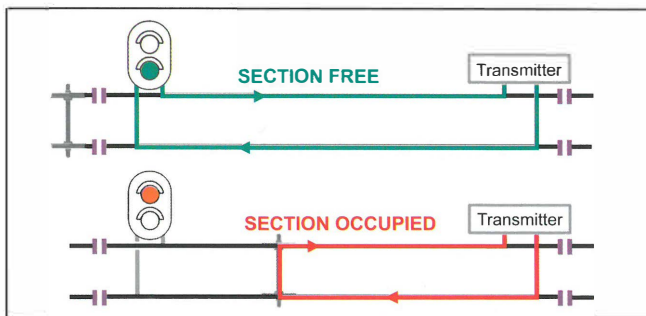 SECTION FREE
Transmitter
SECTION OCCUPIED
Transmitter